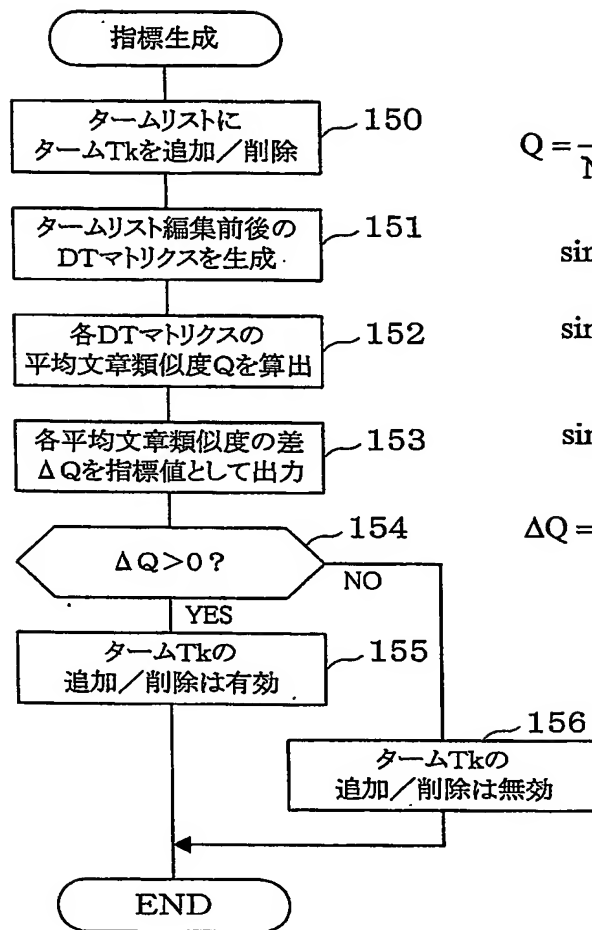 指標生成
タームリストに
タームTkを追加／削除
150
タームリスト編集前後の
DTマトリクスを生成
151
各DTマトリクスの
平均文章類似度Qを算出
152
各平均文章類似度の差
ΔQを指標値として出力
153
ΔQ>0?
154
NO
YES
タームTkの
追加／削除は有効
155
タームTkの
追加／削除は無効
156
END
Q =
ΔQ =